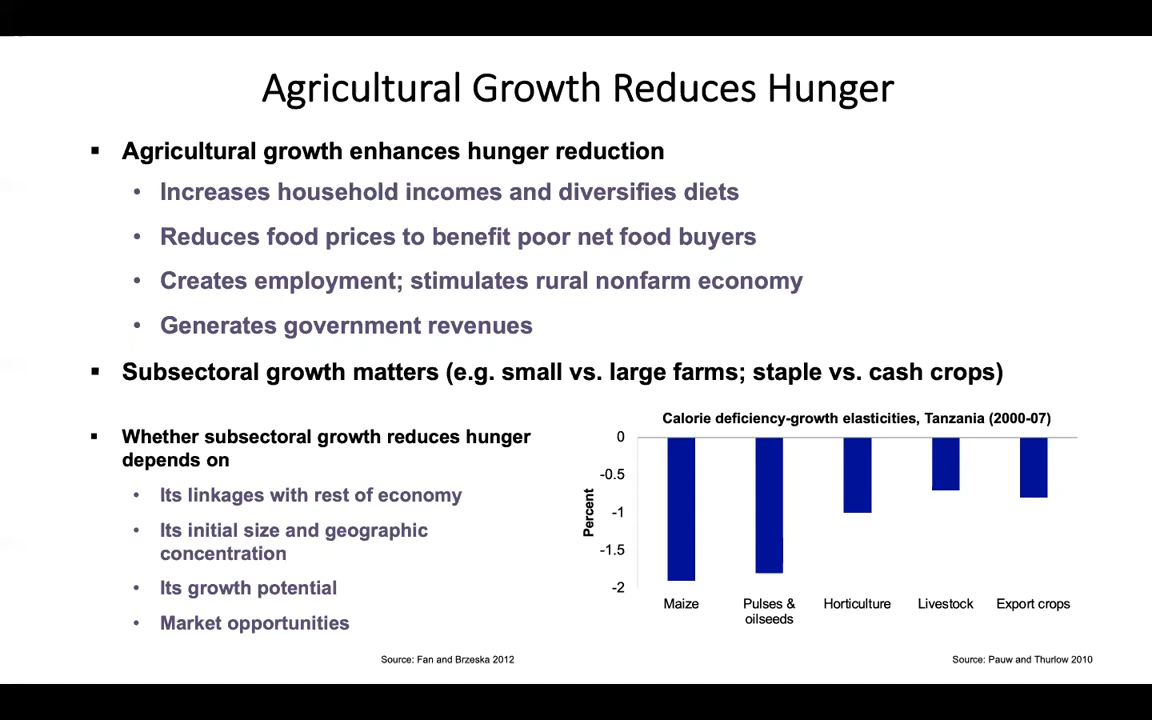 Agricultural Growth Reduces Hunger
▪ Agricultural growth enhances hunger reduction
• Increases household incomes and diversifies diets
• Reduces food prices to benefit poor net food buyers
• Creates employment; stimulates rural nonfarm economy
• Generates government revenues
▪ Subsectoral growth matters (e.g. small vs. large farms; staple vs. cash crops)
▪ Whether subsectoral growth reduces hunger
depends on
• Its linkages with rest of economy
• Its initial size and geographic
concentration
• Its growth potential
• Market opportunities
Source: Fan and Brzeska 2012
Calorie deficiency-growth elasticities, Tanzania (2000-07)
Percent
0
-0.5
-1
-1.5
-2
Maize
Pulses &
oilseeds
Horticulture
Livestock
Export crops
Source: Pauw and Thurlow 2010